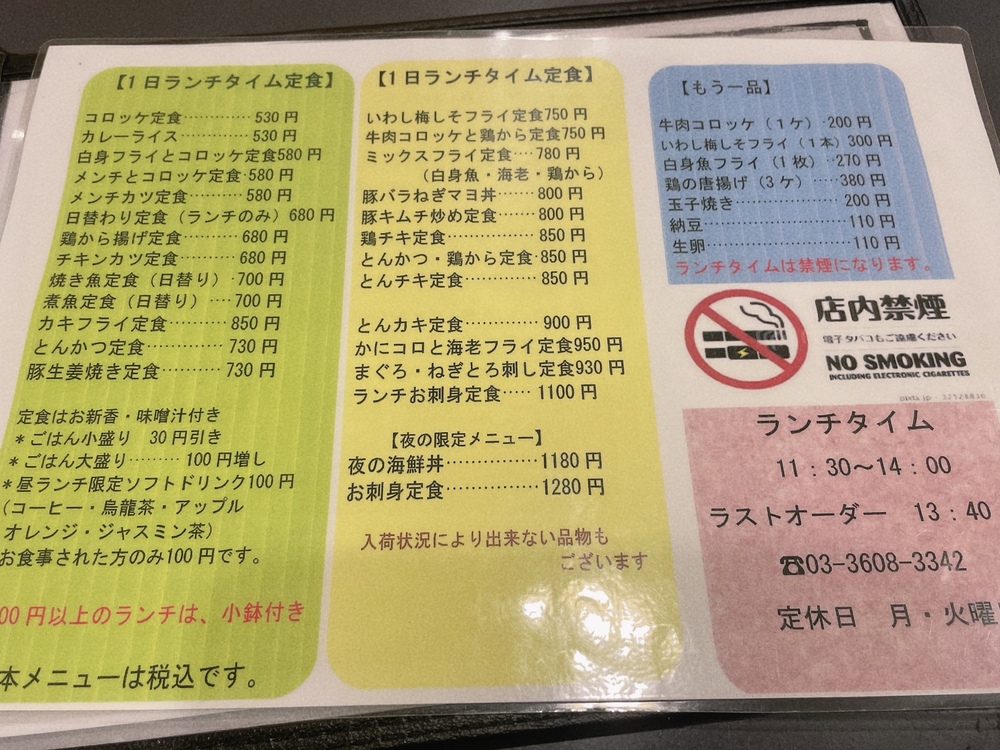 【1日ランチタイム定食】
コロッケ定食………… 530円
カレーライス………… 530円
白身フライとコロッケ定食580円
メンチとコロッケ定食·580円
メンチカツ定食……… 580円
日替わり定食（ランチのみ）680円
鶏から揚げ定食……… 680円
チキンカツ定食……… 680円
焼き魚定食（日替り）·700円
煮魚定食（日替り）…·700円
カキフライ定食……… 850円
とんかつ定食………… 730円
豚生姜焼き定食……… 730円
定食はお新香・味噌汁付き
＊ごはん小盛り 30円引き
＊ごはん大盛り……… 100円増し
＊昼ランチ限定ソフトドリンク100円
（コーヒー・烏龍茶・アップル
オレンジ・ジャスミン茶）
お食事された方のみ100円です。
00円以上のランチは、小鉢付き
本メニューは税込です。
【1日ランチタイム定食】
いわし梅しそフライ定食750円
牛肉コロッケと鶏から定食750円
ミックスフライ定食…·780円
（白身魚・海老・鶏から）
豚バラねぎマヨ丼…… 800円
豚キムチ炒め定食…… 800円
鶏チキ定食…………… 850円
とんかつ・鶏から定食·850円
とんチキ定食………… 850円
とんカキ定食………… 900円
かにコロと海老フライ定食950円
まぐろ・ねぎとろ刺し定食930円
ランチお刺身定食…… 1100円
【夜の限定メニュー】
夜の海鮮丼……………1180円
お刺身定食……………1280円
入荷状況により出来ない品物も
ございます
【もう一品】
牛肉コロッケ（1ケ）·200円
いわし梅しそフライ（1本）300円
白身魚フライ（1枚）··270円
鶏の唐揚げ（3ケ）……380円
玉子焼き……………… 200円
納豆……………………110円
生卵……………………110円
ランチタイムは禁煙になります。
店内禁煙
電子タバコもご遠慮ください
NO SMOKING
INCLUDING ELECTRONIC CIGARETTES
ランチタイム
11：30～14：00
ラストオーダー 13：40
☎03-3608-3342
定休日 月・火曜